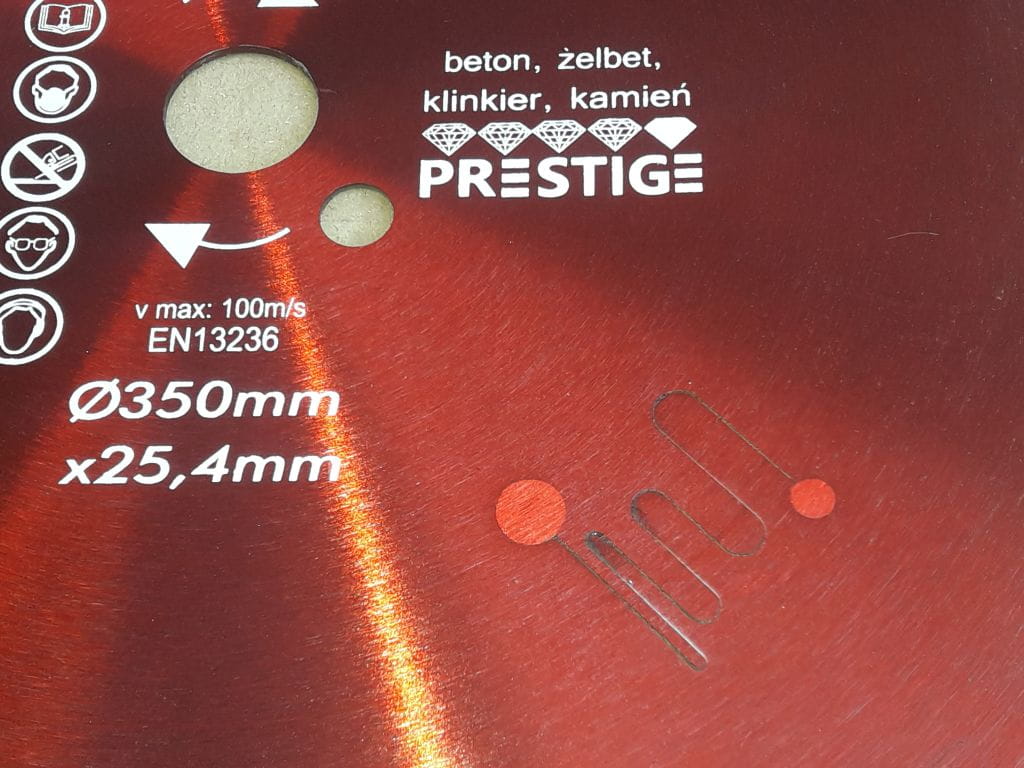 beton, żelbet,
klinkier, kamień
PRESTIGE
v max: 100m/s
EN13236
Ø350mm
x25,4mm